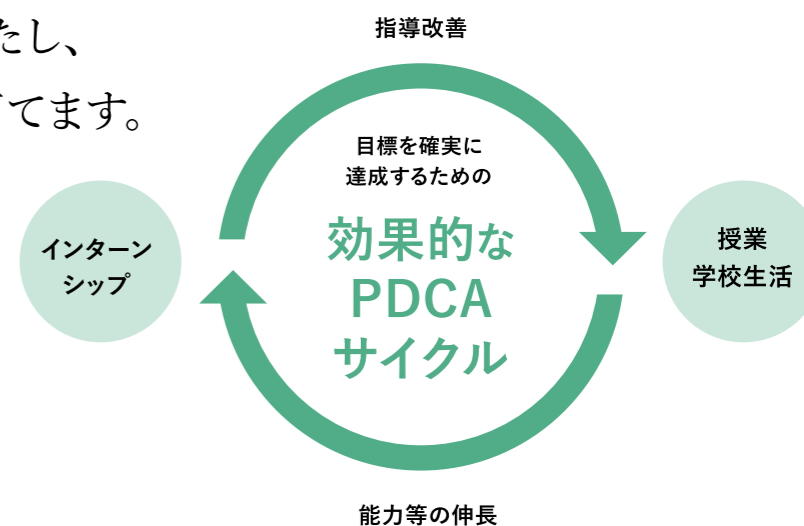 たし、
てます。
指導改善
目標を確実に
達成するための
効果的な
PDCA
サイクル
インターン
シップ
授業
学校生活
能力等の伸長